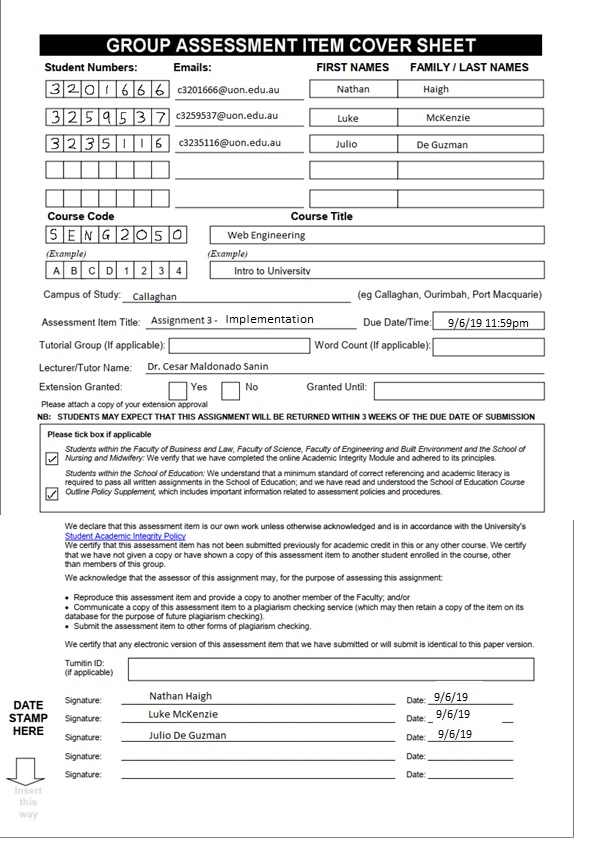 GROUP ASSESSMENT ITEM COVER SHEET
Student Numbers: Emails: FIRST NAMES FAMILY / LAST NAMES
3201666 c3201666@uon.edu.au Nathan Haigh
3259537 c3259537@uon.edu.au Luke McKenzie
3235116 c3235116@uon.edu.au Julio De Guzman
Course Code Course Title
SENG2050 Web Engineering
(Example) (Example)
A B C D 1 2 3 4 Intro to University
Campus of Study: Callaghan (eg Callaghan, Ourimbah, Port Macquarie)
Assessment Item Title: Assignment 3 - Implementation Due Date/Time: 9/6/19 11:59pm
Tutorial Group (If applicable): Word Count (If applicable):
Lecturer/Tutor Name: Dr. Cesar Maldonado Sanin
Extension Granted: Yes No Granted Until:
Please attach a copy of your extension approval
NB: STUDENTS MAY EXPECT THAT THIS ASSIGNMENT WILL BE RETURNED WITHIN 3 WEEKS OF THE DUE DATE OF SUBMISSION
Please tick box if applicable
Students within the Faculty of Business and Law, Faculty of Science, Faculty of Engineering and Built Environment and the School of
Nursing and Midwifery: We verify that we have completed the online Academic Integrity Module and adhered to its principles.
Students within the School of Education: We understand that a minimum standard of correct referencing and academic literacy is
required to pass all written assignments in the School of Education; and we have read and understood the School of Education Course
Outline Policy Supplement, which includes important information related to assessment policies and procedures.
We declare that this assessment item is our own work unless otherwise acknowledged and is in accordance with the University's
Student Academic Integrity Policy
We certify that this assessment item has not been submitted previously for academic credit in this or any other course. We certify
that we have not given a copy or have shown a copy of this assessment item to another student enrolled in the course, other
than members of this group.
We acknowledge that the assessor of this assignment may, for the purpose of assessing this assignment:
• Reproduce this assessment item and provide a copy to another member of the Faculty; and/or
• Communicate a copy of this assessment item to a plagiarism checking service (which may then retain a copy of the item on its
database for the purpose of future plagiarism checking).
• Submit the assessment item to other forms of plagiarism checking.
We certify that any electronic version of this assessment item that we have submitted or will submit is identical to this paper version.
Turnitin ID:
(if applicable)
DATE
STAMP
HERE
Signature: Nathan Haigh Date: 9/6/19
Signature: Luke McKenzie Date: 9/6/19
Signature: Julio De Guzman Date: 9/6/19
Signature: Date:
Signature: Date:
Insert
this
way